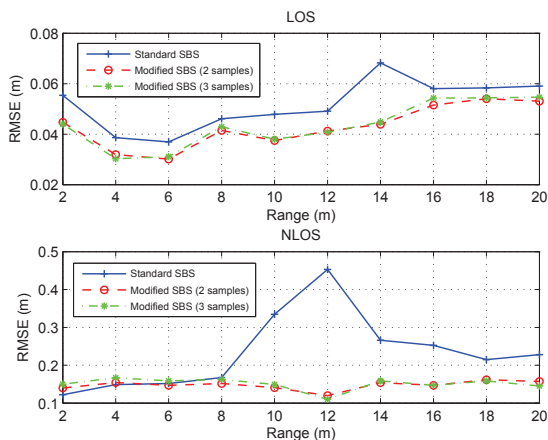 LOS
0.08
0.06
0.04
0.02
RMSE (m)
Standard SBS
Modified SBS (2 samples)
Modified SBS (3 samples)
2 4 6 8 10 12 14 16 18 20
Range (m)
NLOS
0.5
0.4
0.3
0.2
0.1
RMSE (m)
Standard SBS
Modified SBS (2 samples)
Modified SBS (3 samples)
2 4 6 8 10 12 14 16 18 20
Range (m)